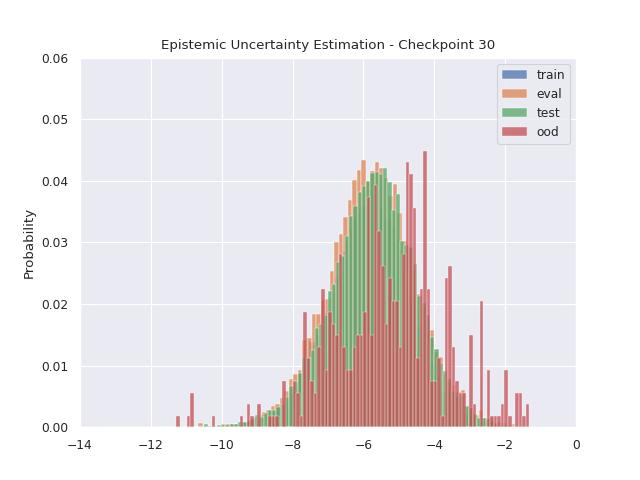 Epistemic Uncertainty Estimation - Checkpoint 30
0.06
train
eval
test
ood
0.05
0.04
Probability
0.03
0.02
0.01
0.00
−14 −12 −10 −8 −6 −4 −2 0